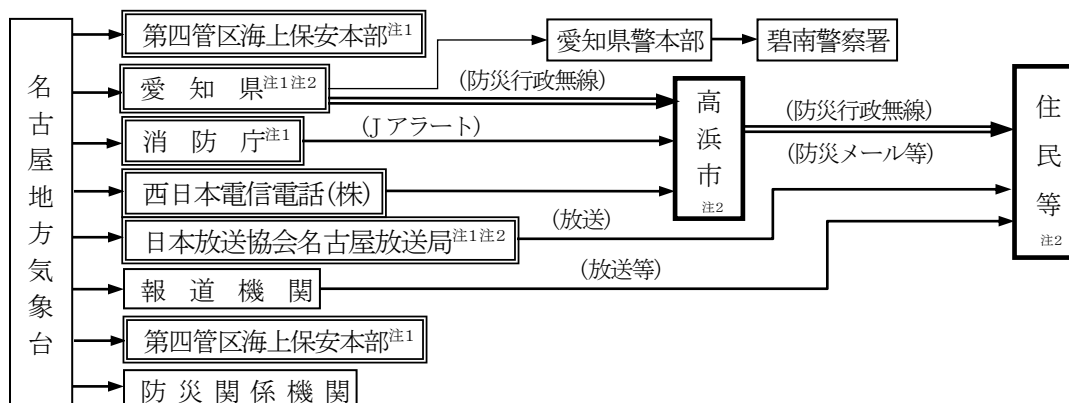 名古屋地方気象台
第四管区海上保安本部注1
愛知県警本部
碧南警察署
愛知県注1注2
(防災行政無線)
消防庁注1
(Jアラート)
西日本電信電話(株)
高浜市
注2
(防災行政無線)
(防災メール等)
住民等
注2
日本放送協会名古屋放送局注1注2
(放送)
報道機関
(放送等)
第四管区海上保安本部注1
防災関係機関